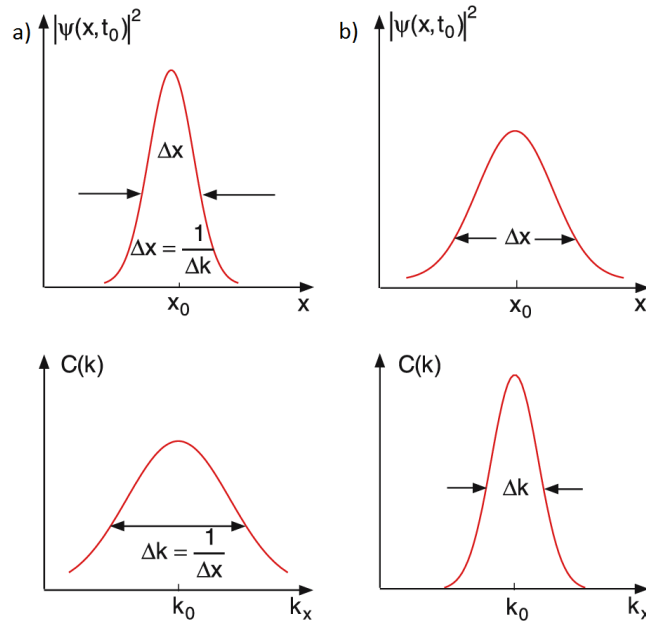 a) |ψ(x,t₀)|²
Δx
Δx = 1/Δk
x₀ x
b) |ψ(x,t₀)|²
Δx
x₀ x
C(k)
Δk = 1/Δx
k₀ kₓ
C(k)
Δk
k₀ kₓ